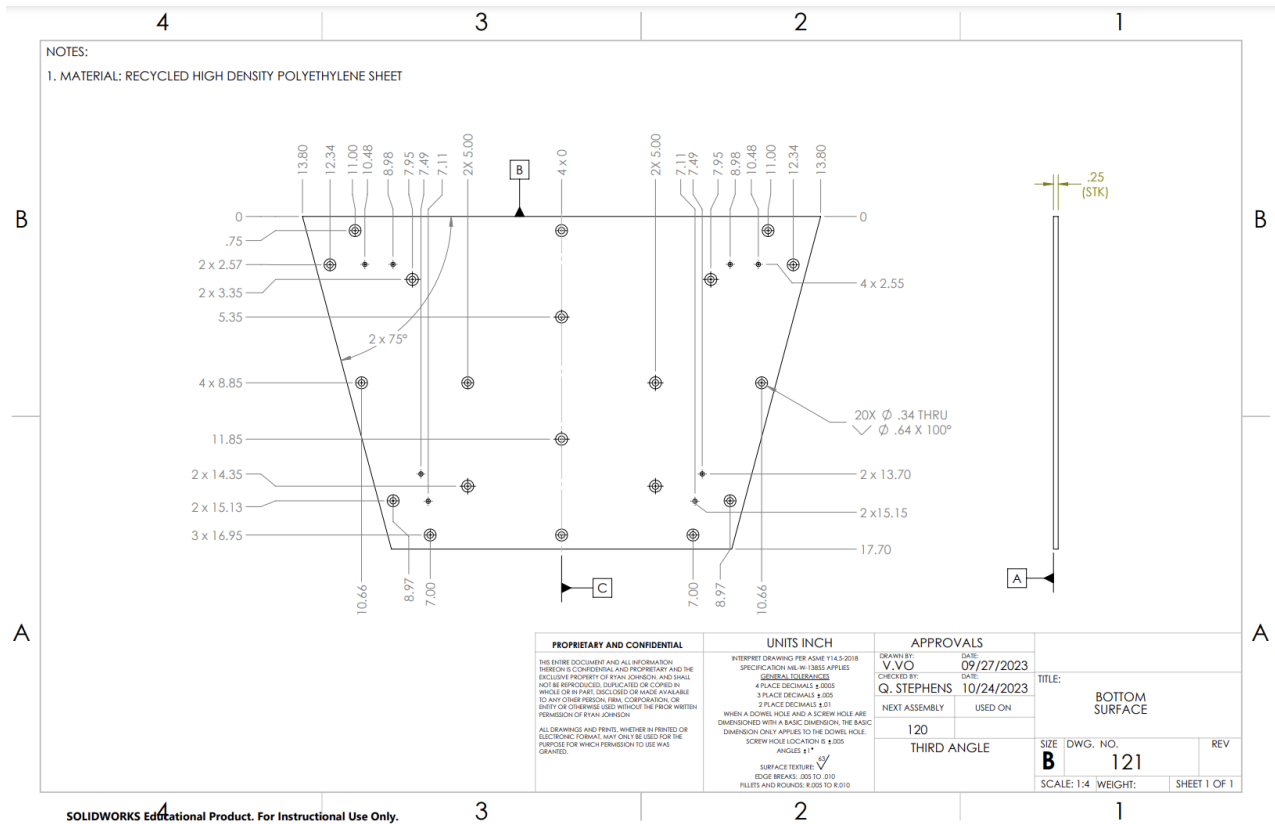 4 3 2 1
NOTES:
1. MATERIAL: RECYCLED HIGH DENSITY POLYETHYLENE SHEET
13.80
12.34
11.00
10.48
8.98
7.95
7.49
7.11
2X 5.00
B
4 x 0
2X 5.00
7.11
7.49
7.95
8.98
10.48
11.00
12.34
13.80
.25
(STK)
B
B
0
0
.75
2 x 2.57
2 x 3.35
4 x 2.55
5.35
2 x 75°
4 x 8.85
20X Ø .34 THRU
Ø .64 X 100°
11.85
2 x 14.35
2 x 13.70
2 x 15.13
2 x15.15
3 x 16.95
17.70
10.66
8.97
7.00
C
7.00
8.97
10.66
A
A
A
PROPRIETARY AND CONFIDENTIAL
THIS ENTIRE DOCUMENT AND ALL INFORMATION
THEREON IS CONFIDENTIAL AND PROPRIETARY AND THE
EXCLUSIVE PROPERTY OF RYAN JOHNSON, AND SHALL
NOT BE REPRODUCED, DUPLICATED OR COPIED IN
WHOLE OR IN PART, DISCLOSED OR MADE AVAILABLE
TO ANY OTHER PERSON, FIRM, CORPORATION, OR
ENTITY OR OTHERWISE USED WITHOUT THE PRIOR WRITTEN
PERMISSION OF RYAN JOHNSON
ALL DRAWINGS AND PRINTS, WHETHER IN PRINTED OR
ELECTRONIC FORMAT, MAY ONLY BE USED FOR THE
PURPOSE FOR WHICH PERMISSION TO USE WAS
GRANTED.
UNITS INCH
INTERPRET DRAWING PER ASME Y14.5-2018
SPECIFICATION MIL-W-13855 APPLIES
GENERAL TOLERANCES
4 PLACE DECIMALS ±.0005
3 PLACE DECIMALS ±.005
2 PLACE DECIMALS ±.01
WHEN A DOWEL HOLE AND A SCREW HOLE ARE
DIMENSIONED WITH A BASIC DIMENSION, THE BASIC
DIMENSION ONLY APPLIES TO THE DOWEL HOLE.
SCREW HOLE LOCATION IS ±.005
ANGLES ±1°
63
SURFACE TEXTURE:
EDGE BREAKS: .005 TO .010
FILLETS AND ROUNDS: R.005 TO R.010
APPROVALS
DRAWN BY: DATE:
V.VO 09/27/2023
CHECKED BY: DATE:
Q. STEPHENS 10/24/2023
NEXT ASSEMBLY USED ON
120
THIRD ANGLE
TITLE:
BOTTOM
SURFACE
SIZE DWG. NO. REV
B 121
SCALE: 1:4 WEIGHT: SHEET 1 OF 1
4 3 2 1
SOLIDWORKS Educational Product. For Instructional Use Only.